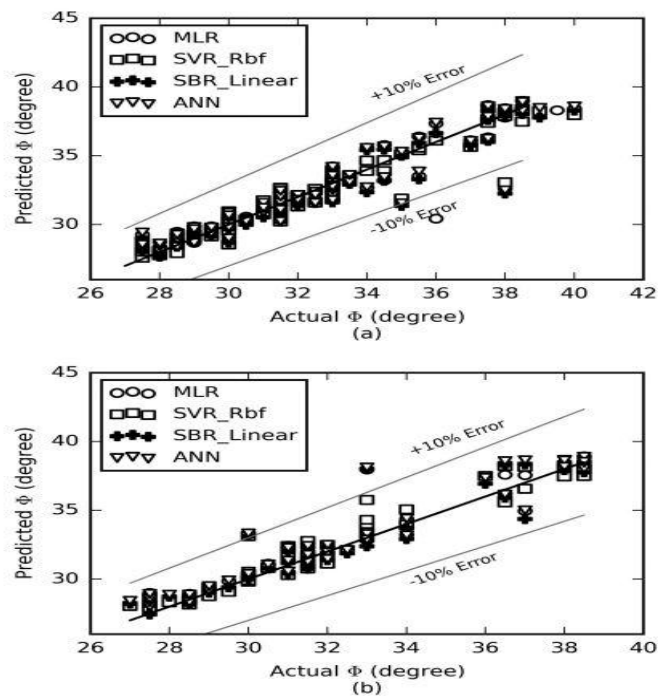 45
40
35
30
26 28 30 32 34 36 38 40 42
Predicted Φ (degree)
Actual Φ (degree)
(a)
MLR
SVR_Rbf
SBR_Linear
ANN
+10% Error
-10% Error
45
40
35
30
26 28 30 32 34 36 38 40
Predicted Φ (degree)
Actual Φ (degree)
(b)
MLR
SVR_Rbf
SBR_Linear
ANN
+10% Error
-10% Error